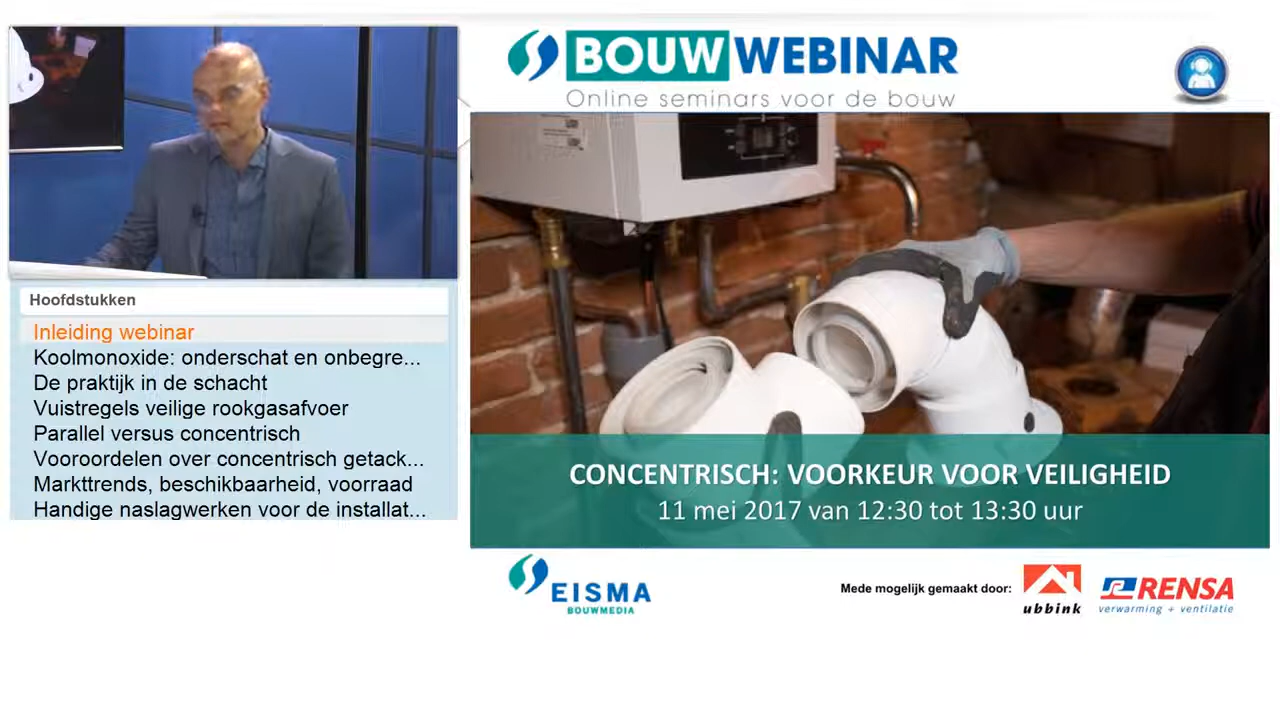 BOUWWEBINAR
Online seminars voor de bouw
Hoofdstukken
Inleiding webinar
Koolmonoxide: onderschat en onbegre...
De praktijk in de schacht
Vuistregels veilige rookgasafvoer
Parallel versus concentrisch
Vooroordelen over concentrisch getack...
Markttrends, beschikbaarheid, voorraad
Handige naslagwerken voor de installat...
CONCENTRISCH: VOORKEUR VOOR VEILIGHEID
11 mei 2017 van 12:30 tot 13:30 uur
EISMA
BOUWMEDIA
Mede mogelijk gemaakt door:
ubbink
RENSA
verwarming + ventilatie